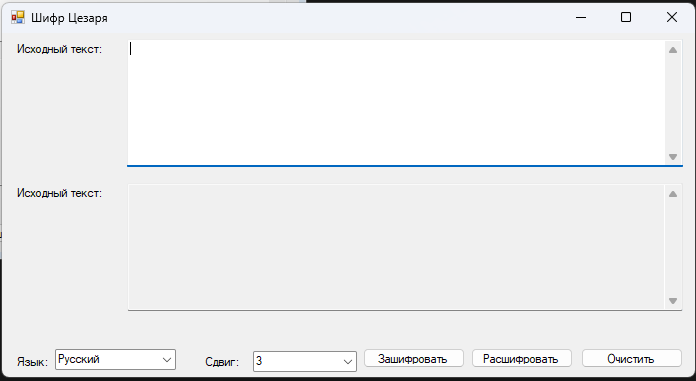 Шифр Цезаря
Исходный текст:
Исходный текст:
Язык: Русский Сдвиг: 3 Зашифровать Расшифровать Очистить